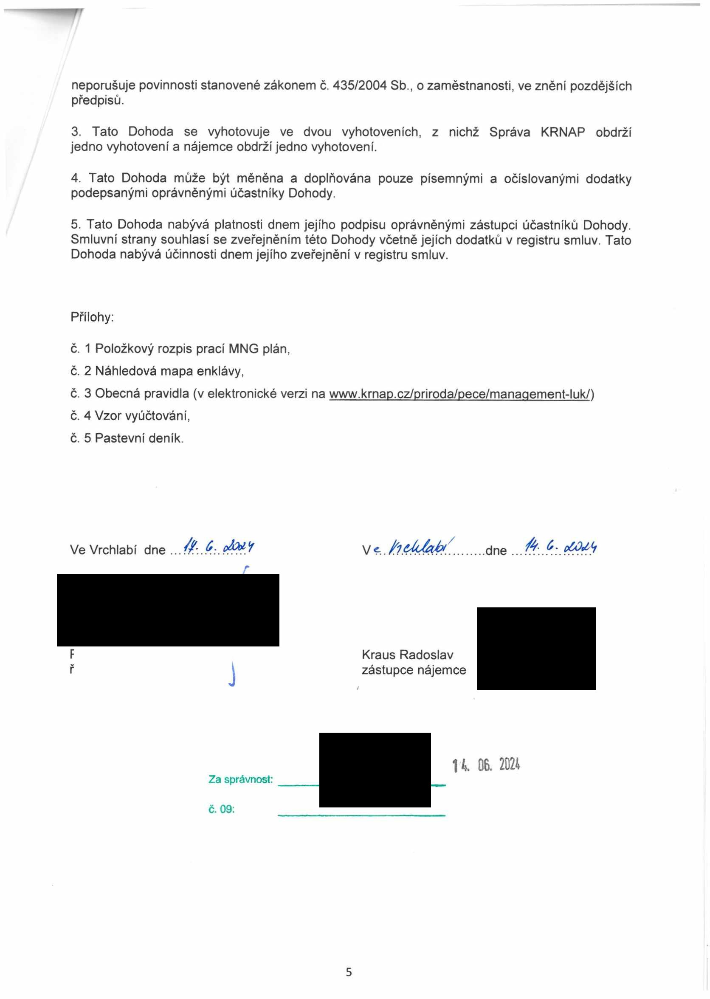 neporušuje povinnosti stanovené zákonem č. 435/2004 Sb., o zaměstnanosti, ve znění pozdějších
předpisů.
3. Tato Dohoda se vyhotovuje ve dvou vyhotoveních, z nichž Správa KRNAP obdrží
jedno vyhotovení a nájemce obdrží jedno vyhotovení.
4. Tato Dohoda může být měněna a doplňována pouze písemnými a očíslovanými dodatky
podepsanými oprávněnými účastníky Dohody.
5. Tato Dohoda nabývá platnosti dnem jejího podpisu oprávněnými zástupci účastníků Dohody.
Smluvní strany souhlasí se zveřejněním této Dohody včetně jejích dodatků v registru smluv. Tato
Dohoda nabývá účinnosti dnem jejího zveřejnění v registru smluv.
Přílohy:
č. 1 Položkový rozpis prací MNG plán,
č. 2 Náhledová mapa enklávy,
č. 3 Obecná pravidla (v elektronické verzi na www.krnap.cz/priroda/pece/management-luk/)
č. 4 Vzor vyúčtování,
č. 5 Pastevní deník.
Ve Vrchlabí dne ... 6. 2024
Ve Vrchlabí ..........dne 14. 6. 2024
Kraus Radoslav
ř
zástupce nájemce
14. 06. 2024
Za správnost:
č. 09:
5